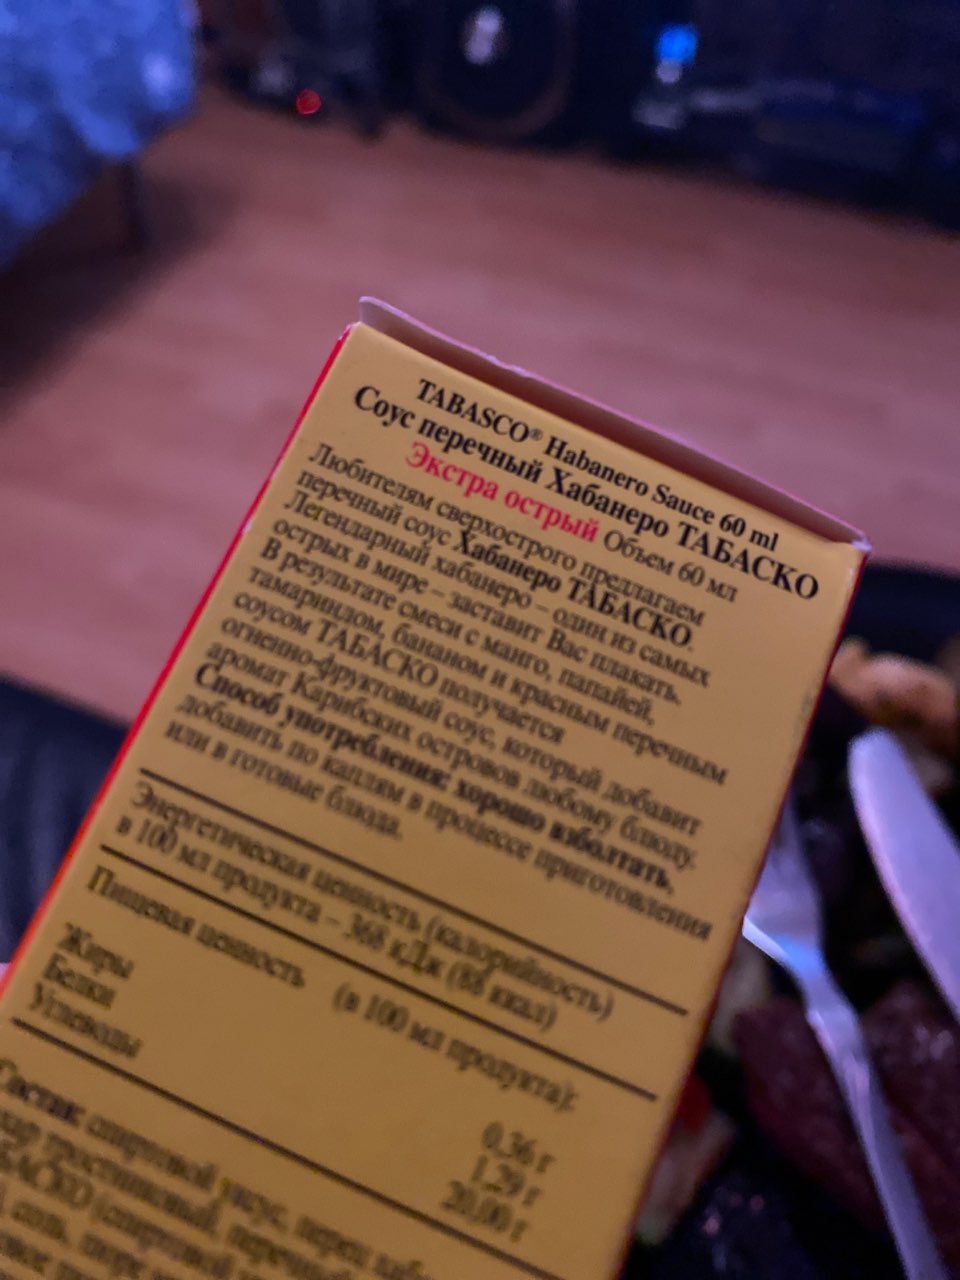 TABASCO® Habanero Sauce 60 ml
Соус перечный Хабанеро ТАБАСКО
Экстра острый Объем 60 мл
Любителям сверхострого предлагаем
перечный соус Хабанеро ТАБАСКО.
Легендарный хабанеро – один из самых
острых в мире – заставит Вас плакать.
В результате смеси с манго, папайей,
тамариндом, бананом и красным перечным
соусом ТАБАСКО получается
огненно-фруктовый соус, который добавит
аромат Карибских островов любому блюду.
Способ употребления: хорошо взболтать,
добавить по каплям в процессе приготовления
или в готовые блюда.
Энергетическая ценность (калорийность)
в 100 мл продукта – 368 кДж (88 ккал)
Пищевая ценность (в 100 мл продукта):
Жиры 0,36 г
Белки 1,29 г
Углеводы 20,00 г
Состав: спиртовой уксус, перец
тростниковый,